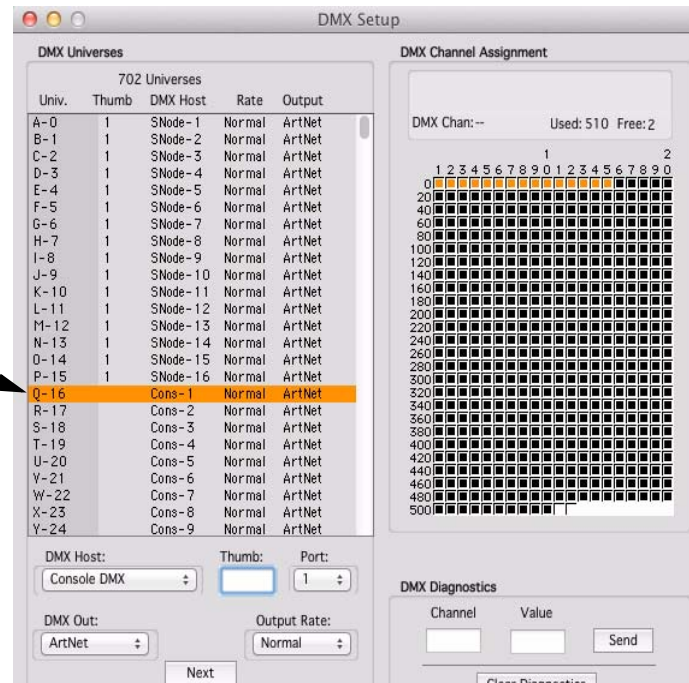 DMX Setup
DMX Universes
702 Universes
Univ. Thumb DMX Host Rate Output
A-0 1 SNode-1 Normal ArtNet
B-1 1 SNode-2 Normal ArtNet
C-2 1 SNode-3 Normal ArtNet
D-3 1 SNode-4 Normal ArtNet
E-4 1 SNode-5 Normal ArtNet
F-5 1 SNode-6 Normal ArtNet
G-6 1 SNode-7 Normal ArtNet
H-7 1 SNode-8 Normal ArtNet
I-8 1 SNode-9 Normal ArtNet
J-9 1 SNode-10 Normal ArtNet
K-10 1 SNode-11 Normal ArtNet
L-11 1 SNode-12 Normal ArtNet
M-12 1 SNode-13 Normal ArtNet
N-13 1 SNode-14 Normal ArtNet
O-14 1 SNode-15 Normal ArtNet
P-15 1 SNode-16 Normal ArtNet
Q-16 Cons-1 Normal ArtNet
R-17 Cons-2 Normal ArtNet
S-18 Cons-3 Normal ArtNet
T-19 Cons-4 Normal ArtNet
U-20 Cons-5 Normal ArtNet
V-21 Cons-6 Normal ArtNet
W-22 Cons-7 Normal ArtNet
X-23 Cons-8 Normal ArtNet
Y-24 Cons-9 Normal ArtNet
DMX Host: Thumb: Port:
Console DMX 1
DMX Out: Output Rate:
ArtNet Normal
Next
DMX Channel Assignment
DMX Chan:-- Used: 510 Free: 2
1 2
1 2 3 4 5 6 7 8 9 0 1 2 3 4 5 6 7 8 9 0
0
20
40
60
80
100
120
140
160
180
200
220
240
260
280
300
320
340
360
380
400
420
440
460
480
500
DMX Diagnostics
Channel Value
Send
Clear Diagnostics